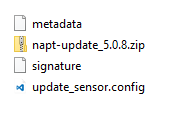 metadata
napt-update_5.0.8.zip
signature
update_sensor.config